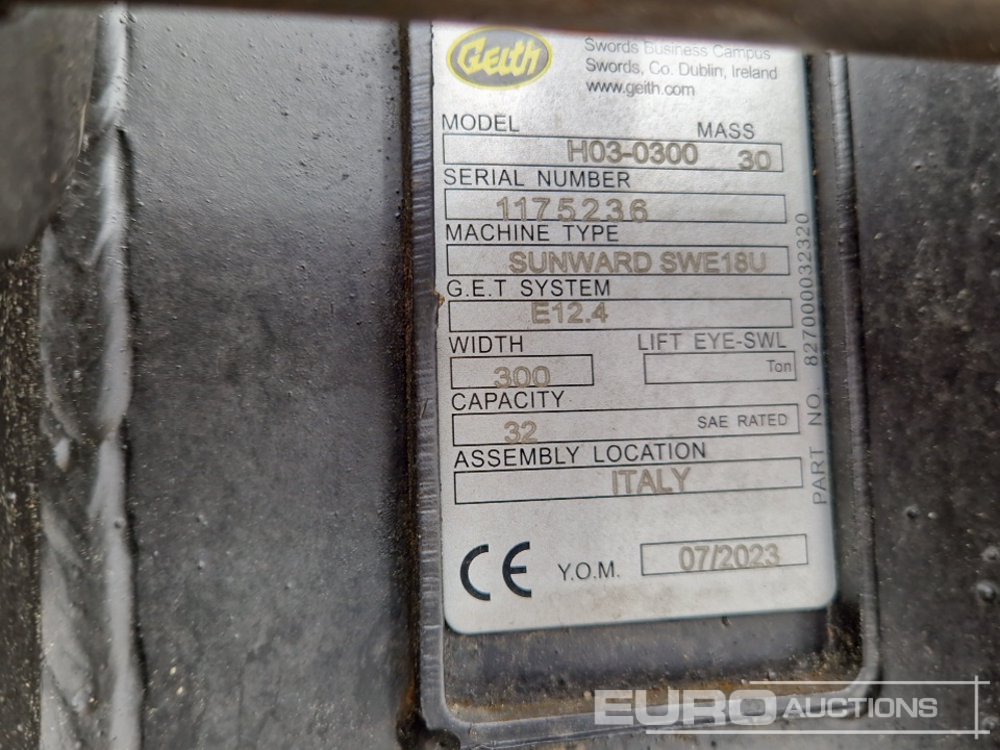 Geith
Swords Business Campus
Swords, Co. Dublin, Ireland
www.geith.com
MODEL MASS
H03-0300 30
SERIAL NUMBER
1175236
MACHINE TYPE
SUNWARD SWE18U
G.E.T SYSTEM
E12.4
WIDTH LIFT EYE-SWL
300 Ton
CAPACITY
32 SAE RATED
ASSEMBLY LOCATION
ITALY
CE Y.O.M. 07/2023
PART NO 8270000032320
EURO AUCTIONS